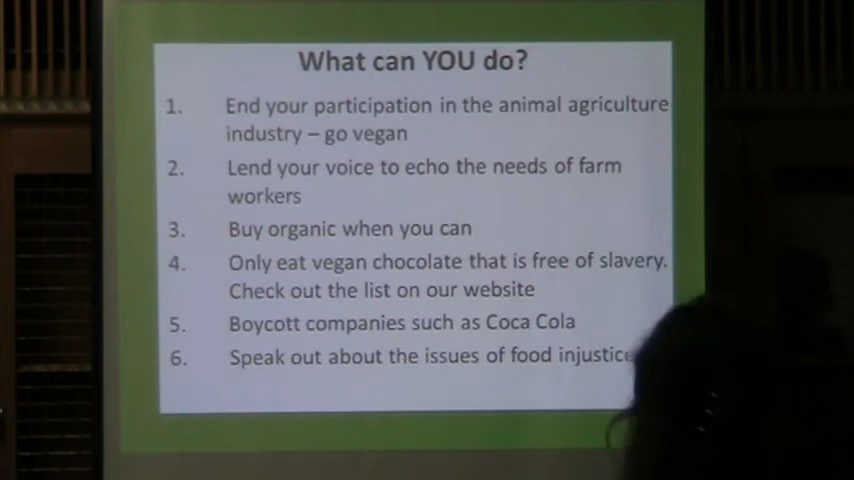 What can YOU do?
1. End your participation in the animal agriculture
industry – go vegan
2. Lend your voice to echo the needs of farm
workers
3. Buy organic when you can
4. Only eat vegan chocolate that is free of slavery.
Check out the list on our website
5. Boycott companies such as Coca Cola
6. Speak out about the issues of food injustice